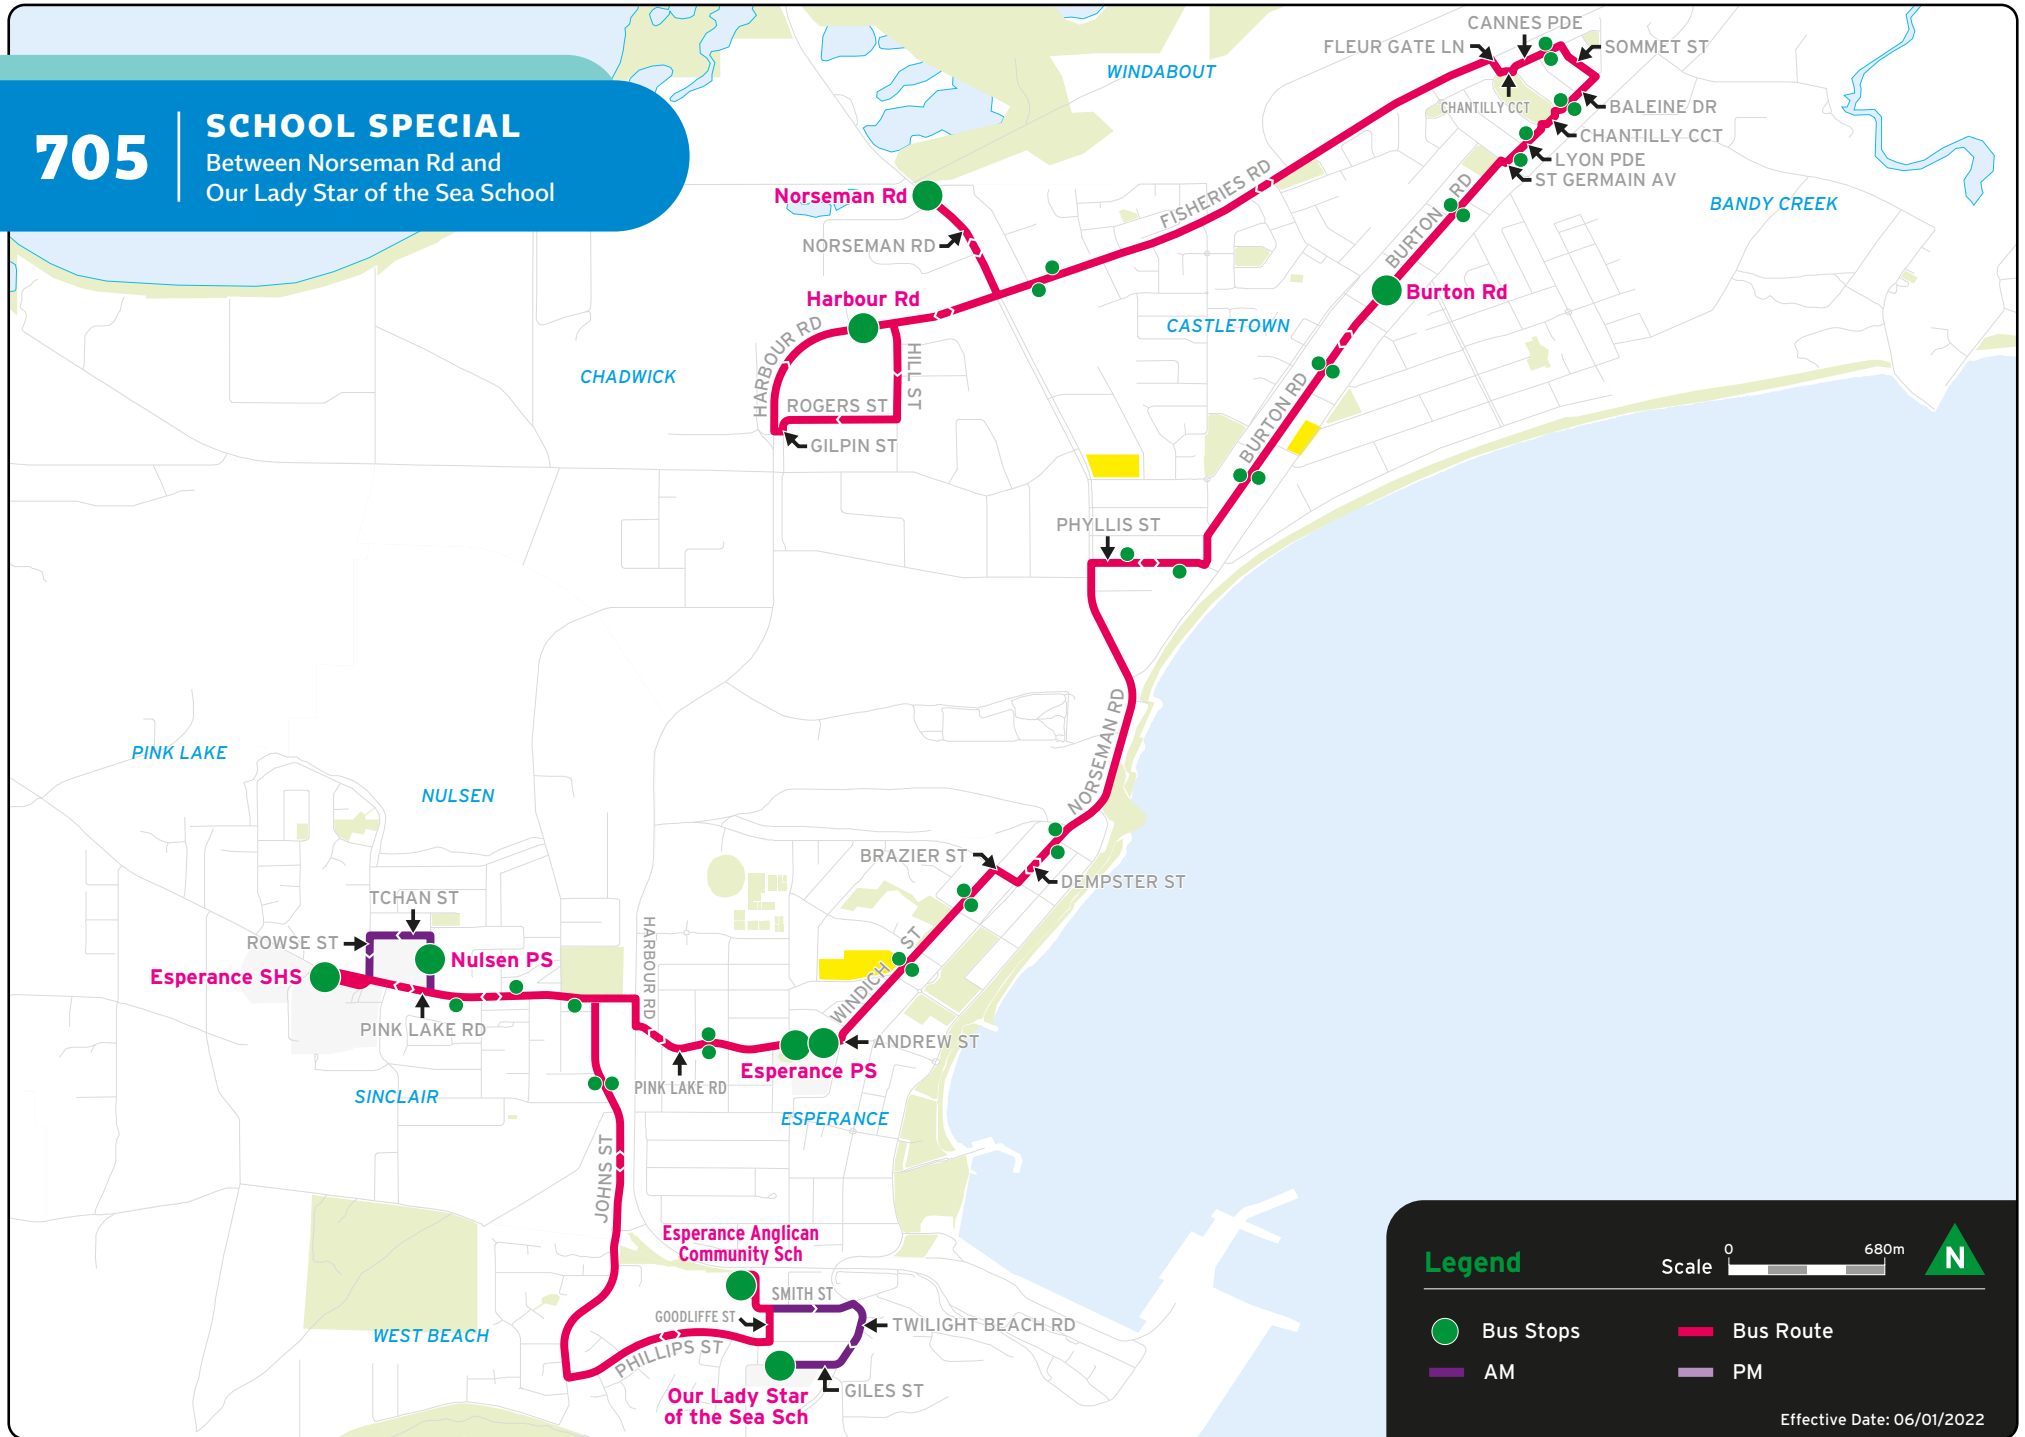 705
SCHOOL SPECIAL
Between Norseman Rd and
Our Lady Star of the Sea School
WINDABOUT
CANNES PDE
FLEUR GATE LN
SOMMET ST
CHANTILLY CCT
BALEINE DR
CHANTILLY CCT
LYON PDE
ST GERMAIN AV
BANDY CREEK
Norseman Rd
NORSEMAN RD
FISHERIES RD
BURTON RD
Burton Rd
Harbour Rd
HARBOUR RD
HILL ST
ROGERS ST
GILPIN ST
CASTLETOWN
CHADWICK
BURTON RD
PHYLLIS ST
NORSEMAN RD
PINK LAKE
NULSEN
BRAZIER ST
DEMPSTER ST
TCHAN ST
ROWSE ST
Nulsen PS
Esperance SHS
PINK LAKE RD
HARBOUR RD
WINDICH ST
ANDREW ST
Esperance PS
PINK LAKE RD
SINCLAIR
ESPERANCE
JOHNS ST
Esperance Anglican
Community Sch
SMITH ST
GOODLIFFE ST
TWILIGHT BEACH RD
WEST BEACH
PHILLIPS ST
GILES ST
Our Lady Star
of the Sea Sch
Legend
Scale
0
680m
N
Bus Stops
Bus Route
AM
PM
Effective Date: 06/01/2022